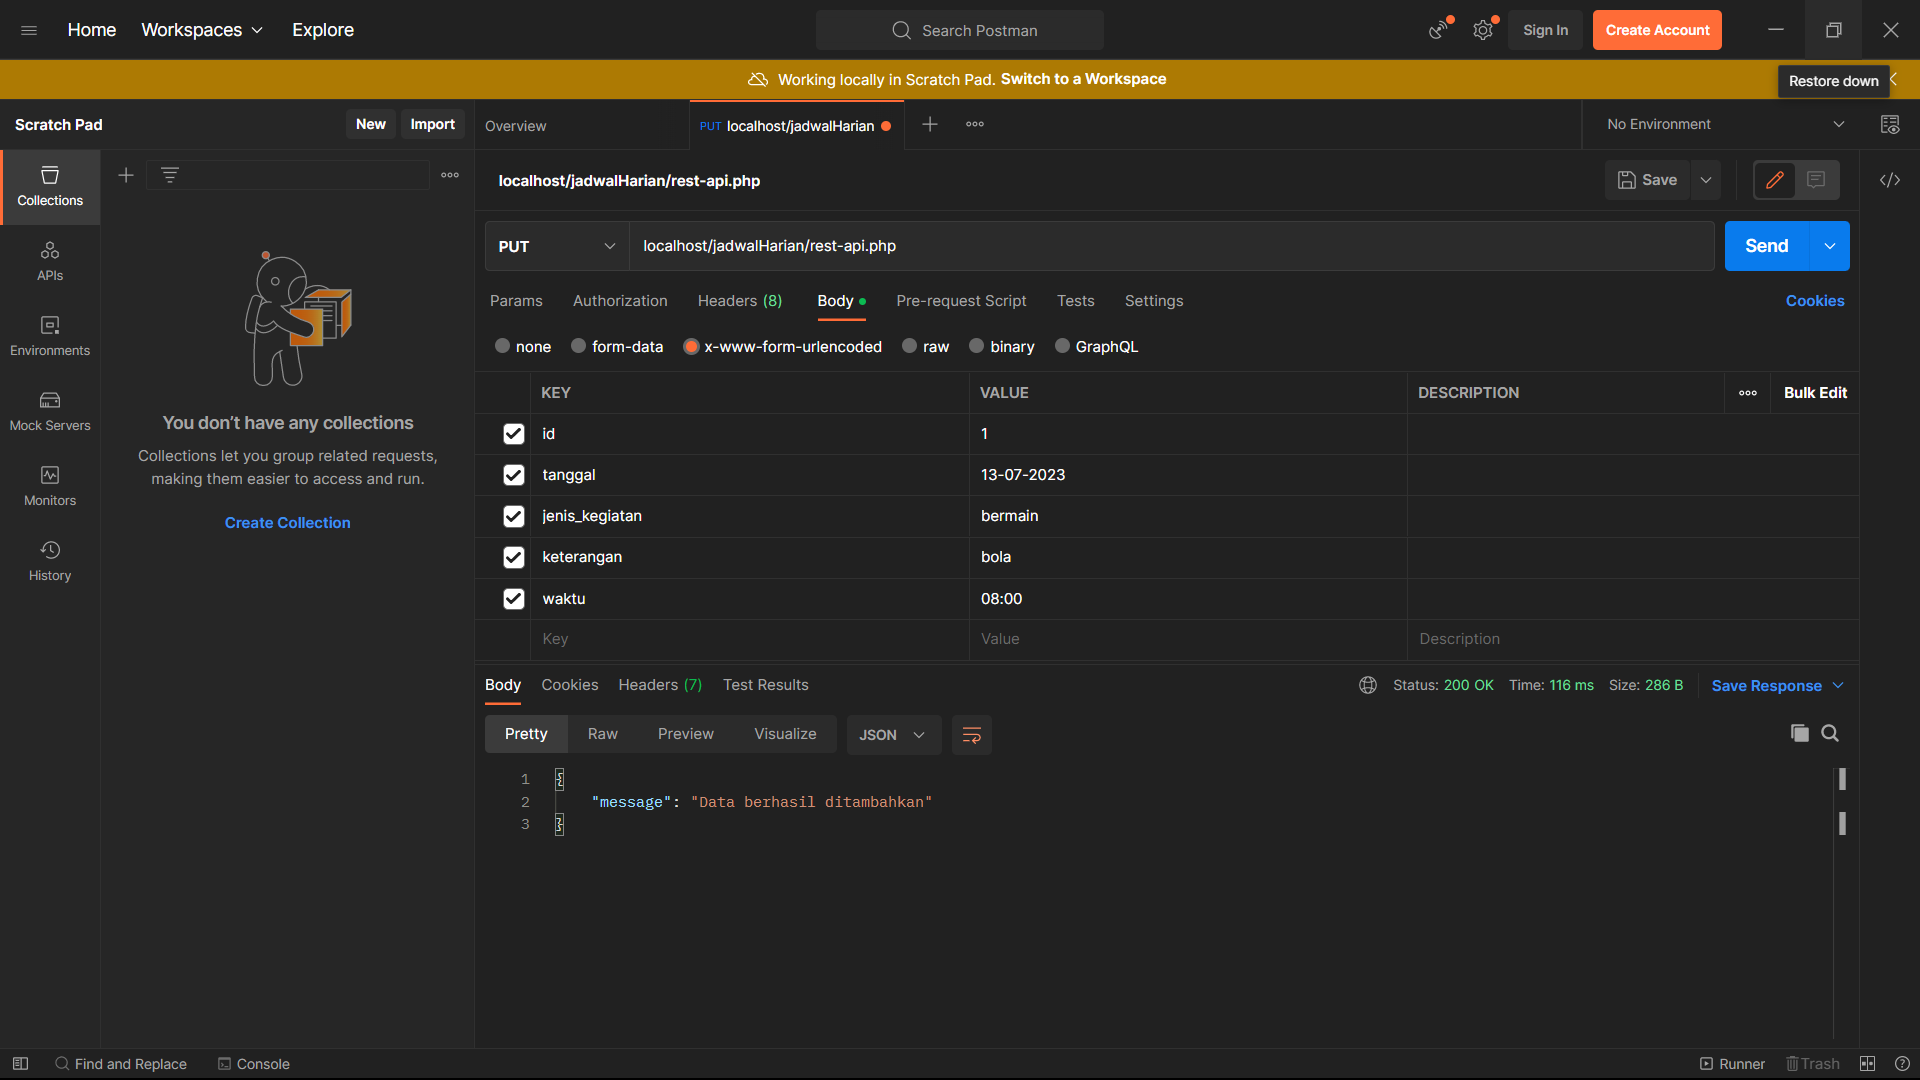 Home
Workspaces
Explore
Search Postman
Sign In
Create Account
Working locally in Scratch Pad. Switch to a Workspace
Restore down
Scratch Pad
New
Import
Overview
PUT localhost/jadwalHarian
No Environment
Collections
APIs
Environments
Mock Servers
Monitors
History
You don’t have any collections
Collections let you group related requests,
making them easier to access and run.
Create Collection
localhost/jadwalHarian/rest-api.php
Save
PUT
localhost/jadwalHarian/rest-api.php
Send
Params Authorization Headers (8) Body Pre-request Script Tests Settings
Cookies
none form-data x-www-form-urlencoded raw binary GraphQL
KEY VALUE DESCRIPTION
Bulk Edit
id 1
tanggal 13-07-2023
jenis_kegiatan bermain
keterangan bola
waktu 08:00
Key Value Description
Body Cookies Headers (7) Test Results
Status: 200 OK Time: 116 ms Size: 286 B
Save Response
Pretty Raw Preview Visualize JSON
1 {
2 "message": "Data berhasil ditambahkan"
3 }
Find and Replace
Console
Runner
Trash